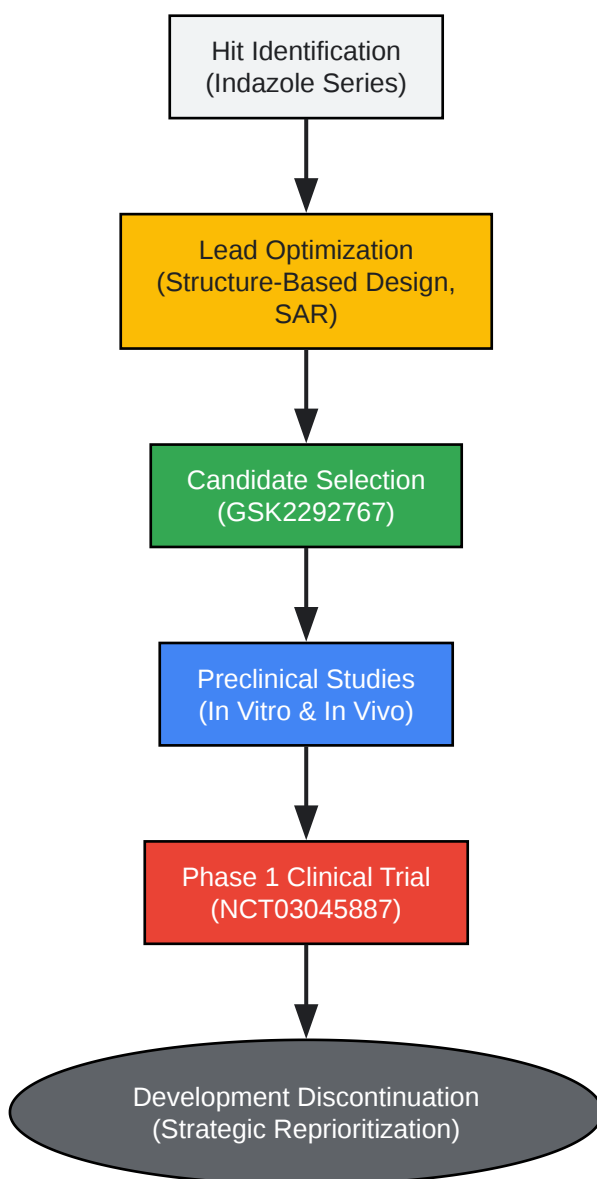 Hit Identification
(Indazole Series)
Lead Optimization
(Structure-Based Design,
SAR)
Candidate Selection
(GSK2292767)
Preclinical Studies
(In Vitro & In Vivo)
Phase 1 Clinical Trial
(NCT03045887)
Development Discontinuation
(Strategic Reprioritization)